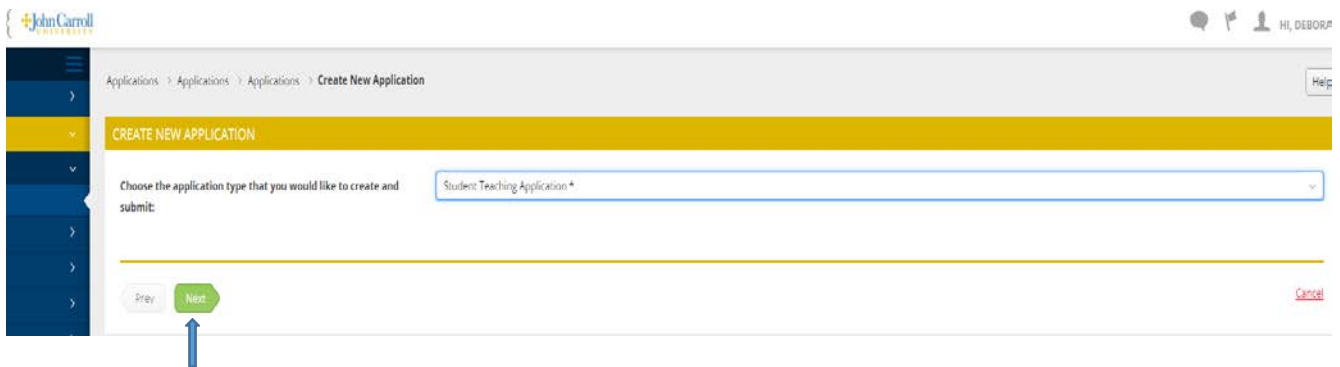 John Carroll
UNIVERSITY
HI, DEBORA
Applications > Applications > Applications > Create New Application
Help
CREATE NEW APPLICATION
Choose the application type that you would like to create and
submit:
Student Teaching Application *
Prev
Next
Cancel